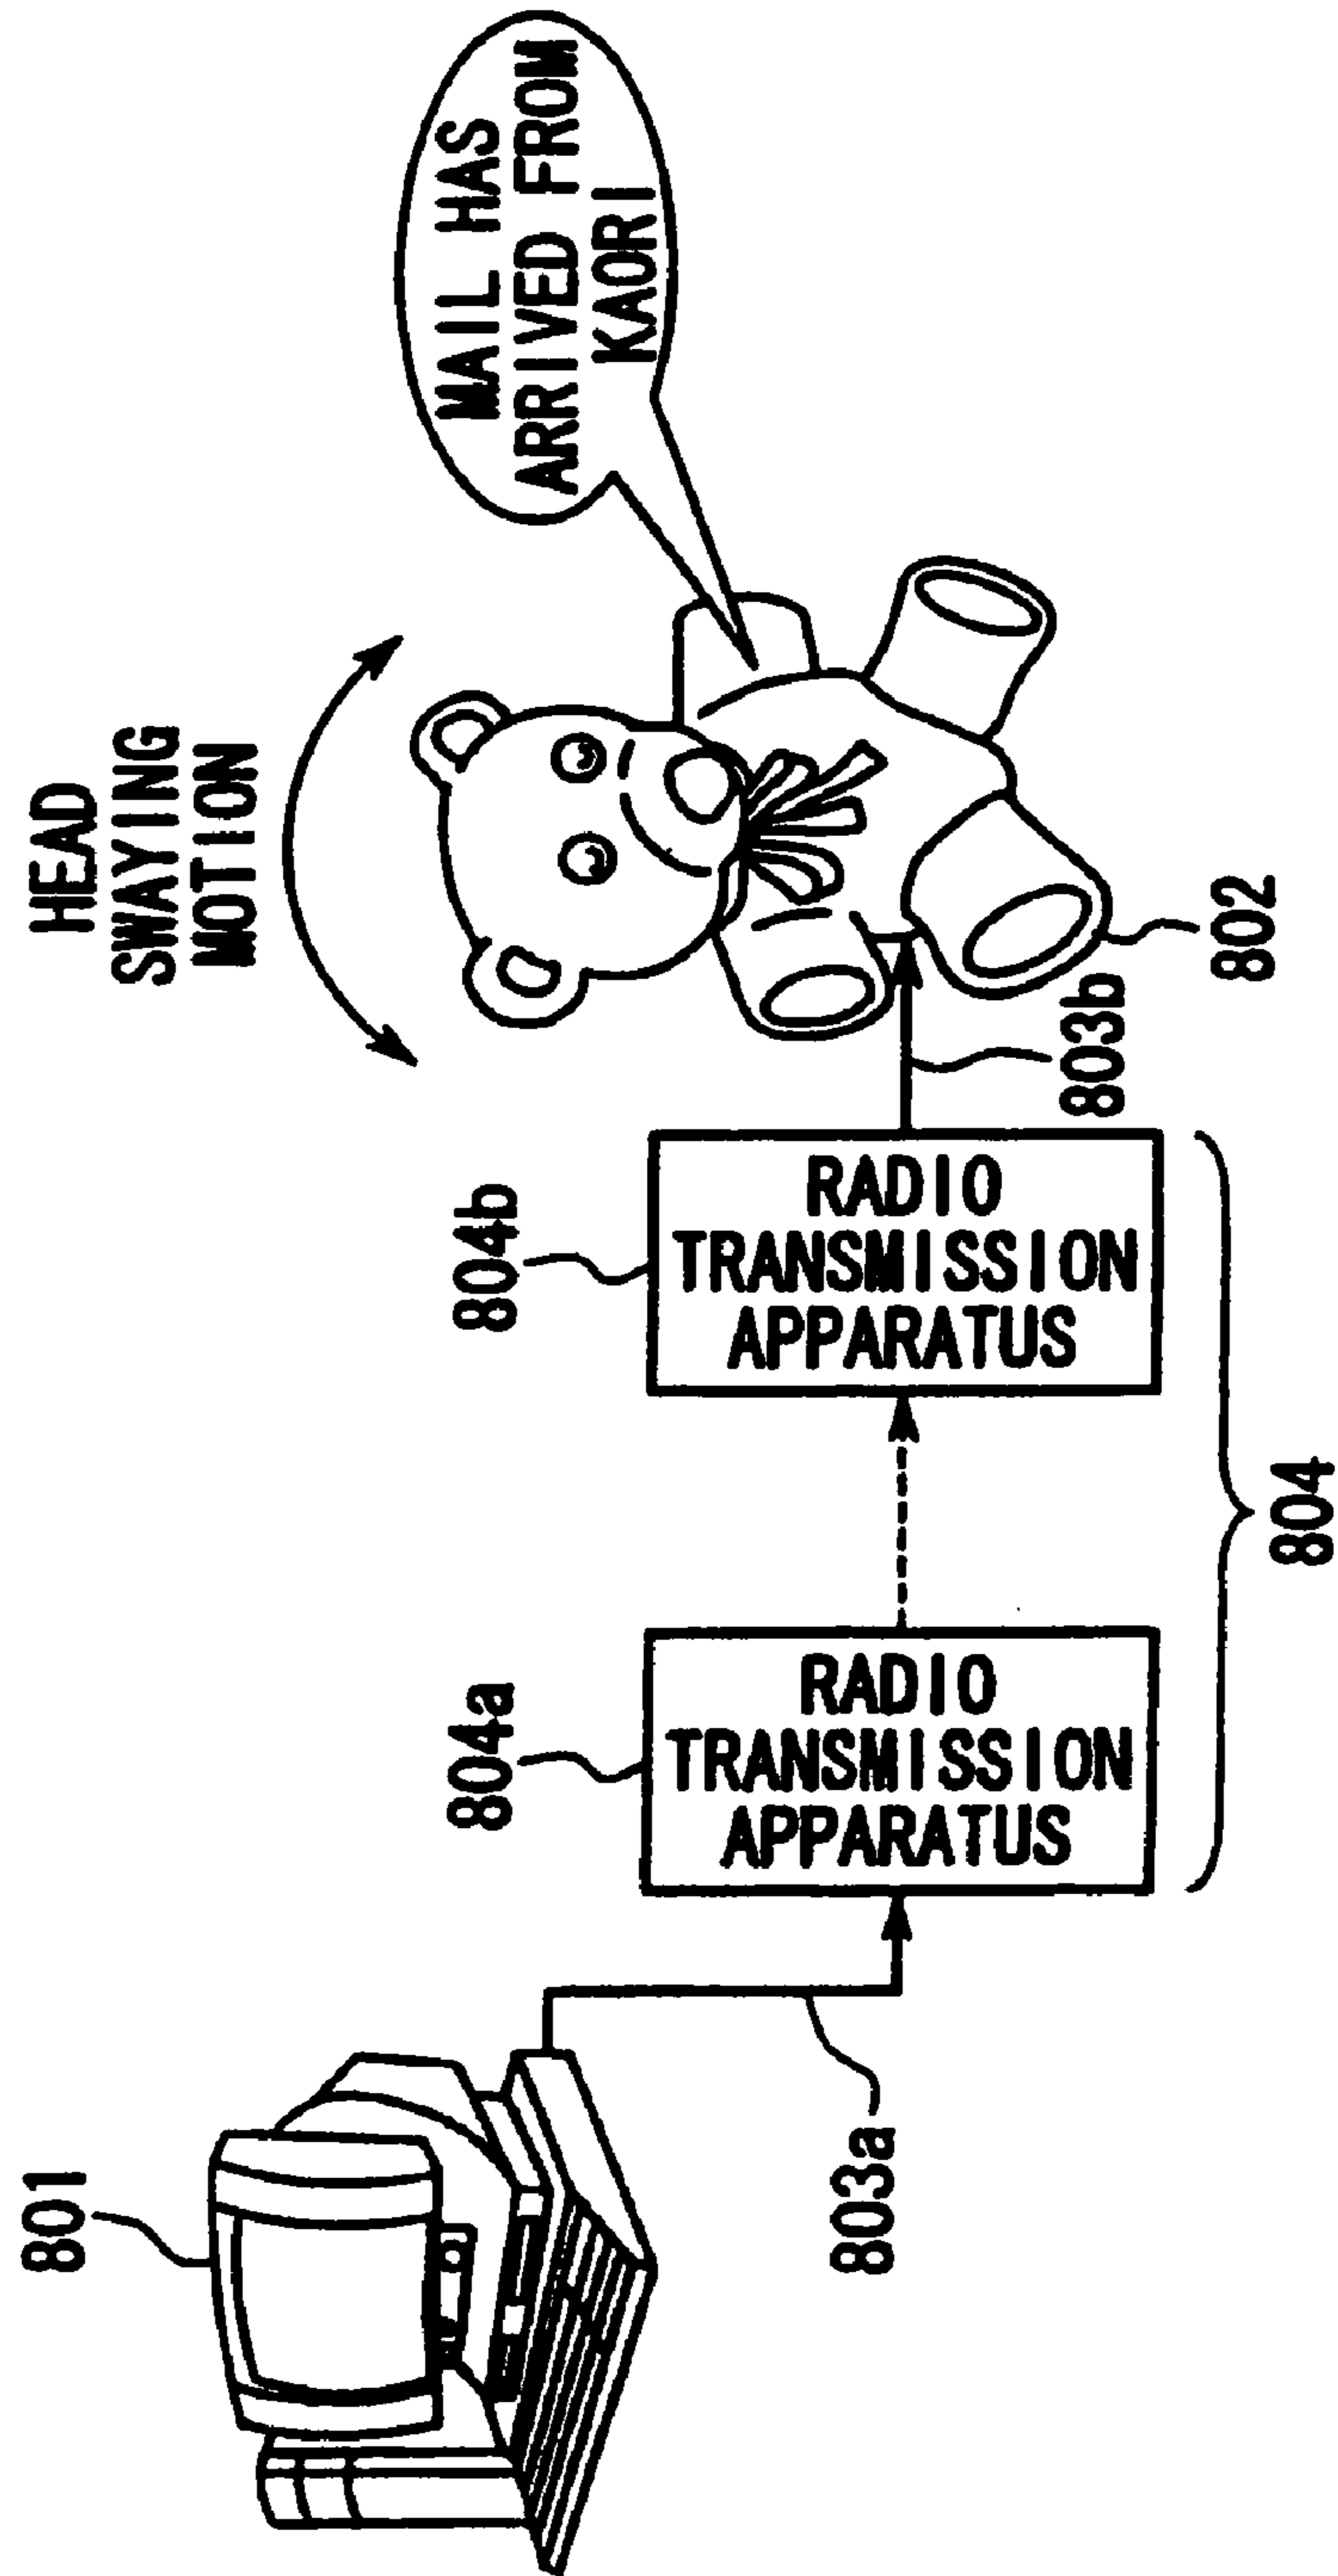 HEAD
SWAYING
MOTION
MAIL HAS
ARRIVED FROM
KAORI
801
804a
804b
RADIO
TRANSMISSION
APPARATUS
RADIO
TRANSMISSION
APPARATUS
803a
803b
802
804